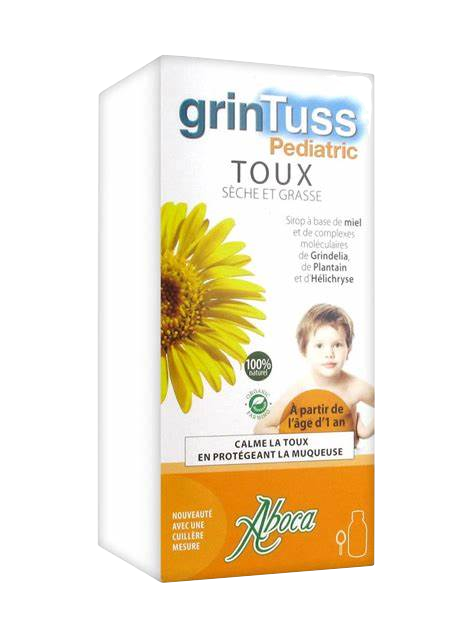 grinTuss
Pediatric
TOUX
SÈCHE ET GRASSE
Sirop à base de miel
et de complexes
moléculaires
de Grindelia,
de Plantain
et d'Hélichryse
100%
naturel
ORGANIC
FARMING
À partir de
l'âge d'1 an
CALME LA TOUX
EN PROTÉGEANT LA MUQUEUSE
NOUVEAUTÉ
AVEC UNE
CUILLÈRE
MESURE
Aboca